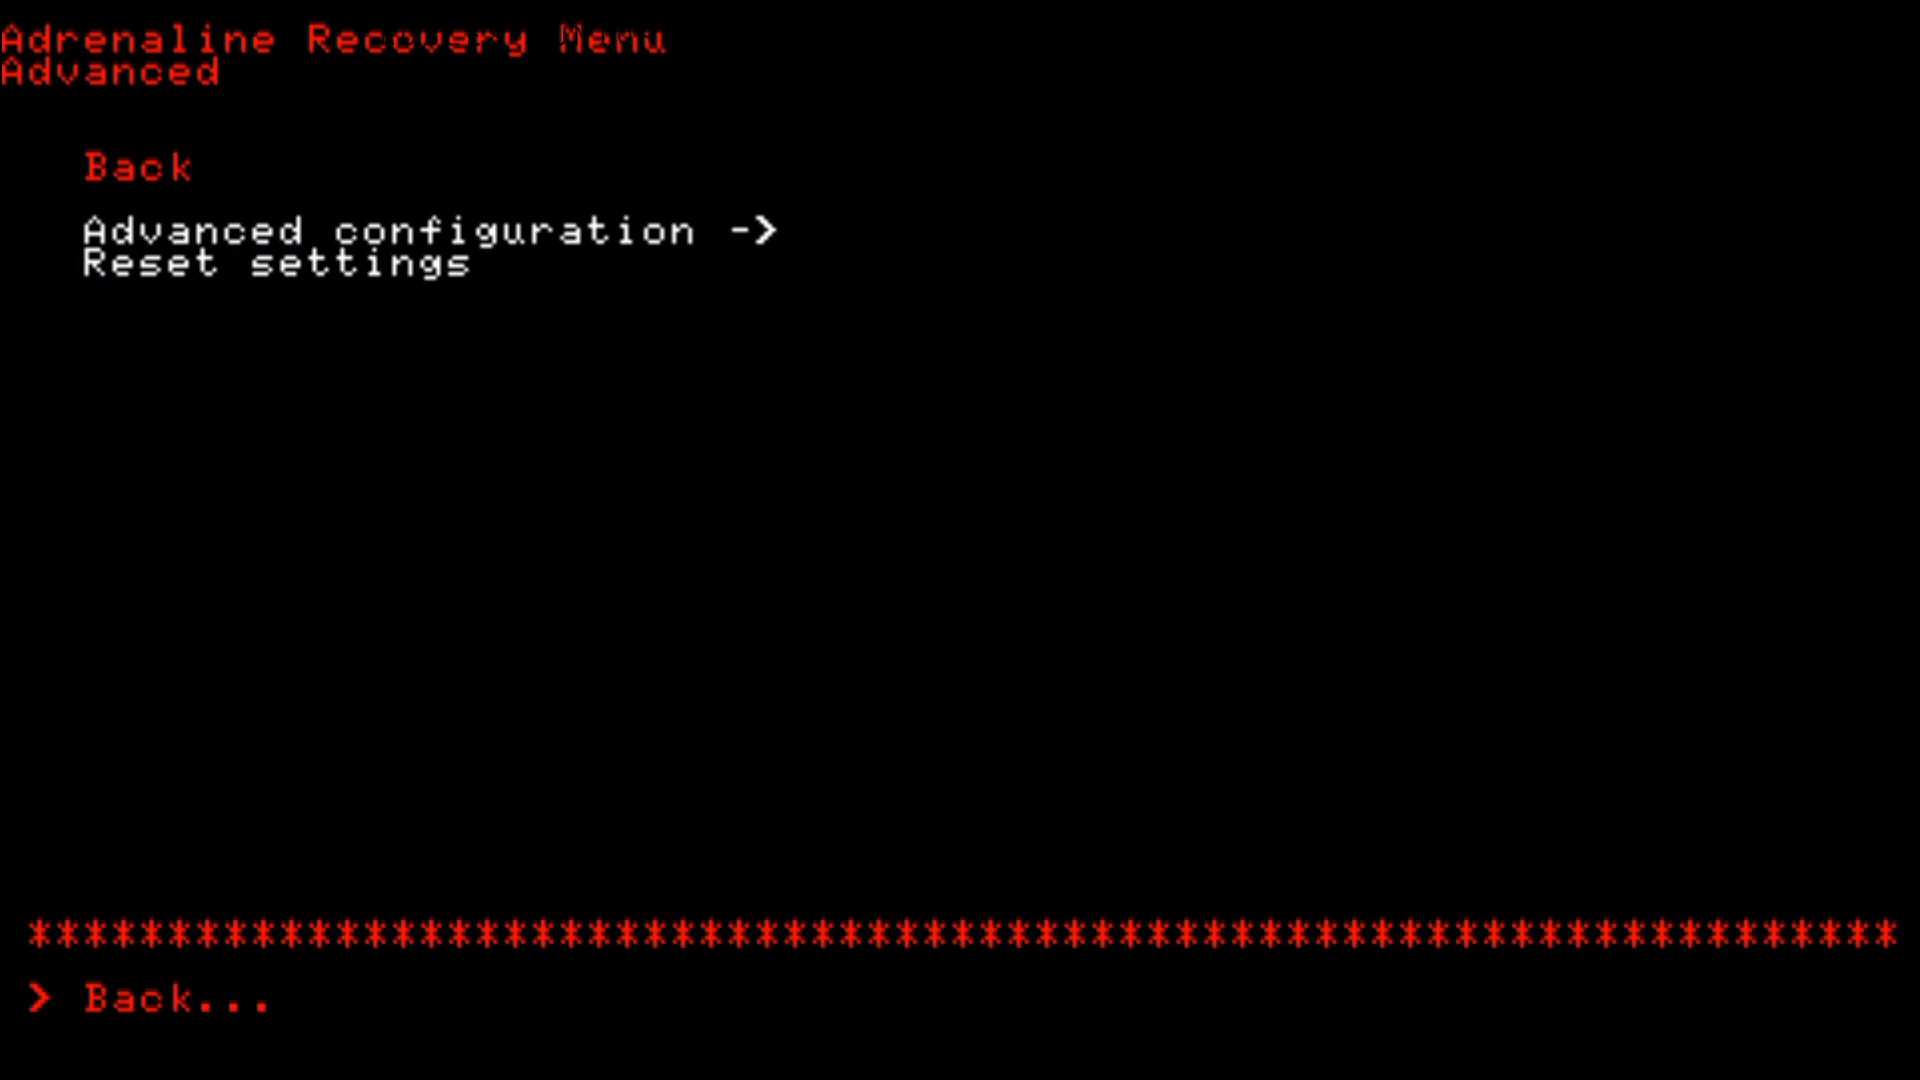 Adrenaline Recovery Menu
Advanced
Back
Advanced configuration ->
Reset settings
*******************************************************************
> Back...